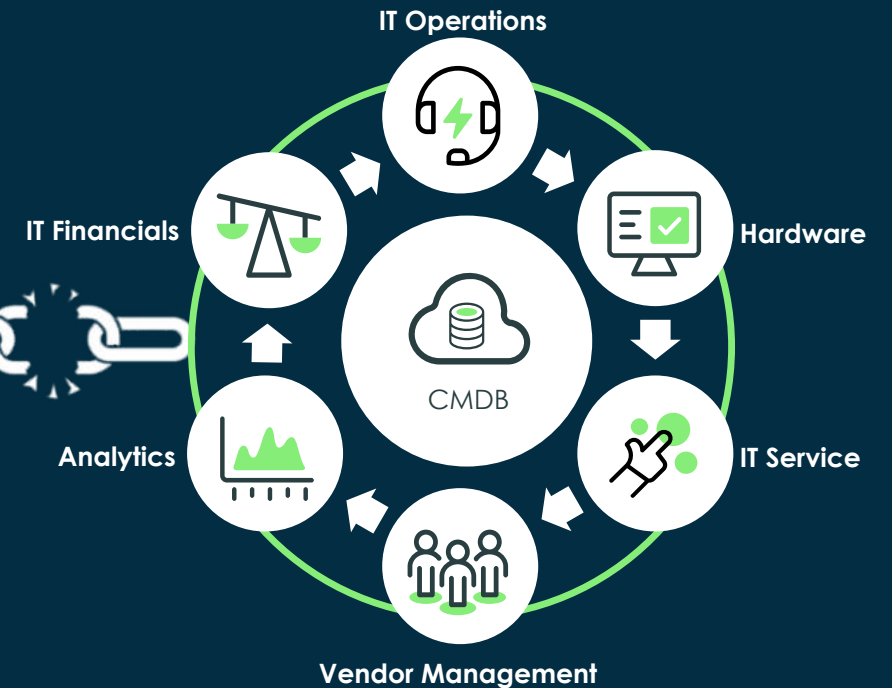 IT Operations
IT Financials
Hardware
CMDB
Analytics
IT Service
Vendor Management